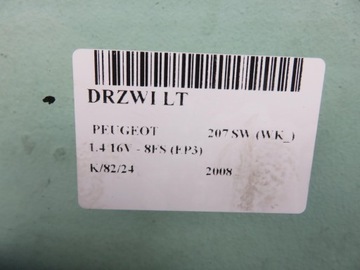 DRZWI LT
PEUGEOT 207 SW (WK_)
1.4 16V - 8FS (EP3)
K/82/24 2008